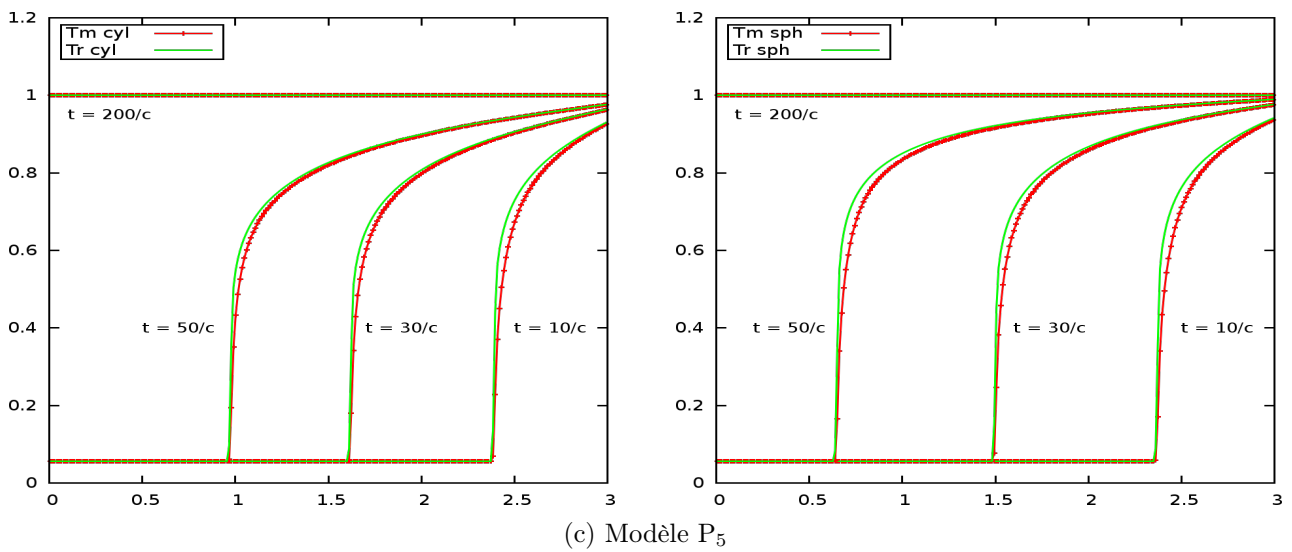 1.2
1
0.8
0.6
0.4
0.2
0
0 0.5 1 1.5 2 2.5 3
Tm cyl
Tr cyl
t = 200/c
t = 50/c
t = 30/c
t = 10/c
1.2
1
0.8
0.6
0.4
0.2
0
0 0.5 1 1.5 2 2.5 3
Tm sph
Tr sph
t = 200/c
t = 50/c
t = 30/c
t = 10/c
(c) Modèle P₅